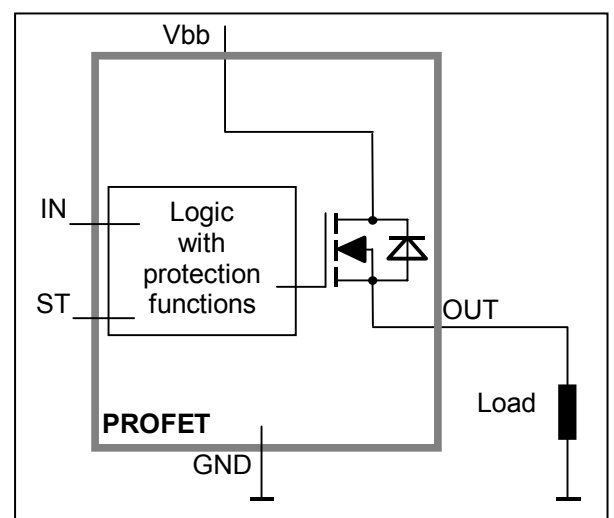 Vbb
IN
Logic
with
protection
functions
ST
OUT
Load
PROFET
GND